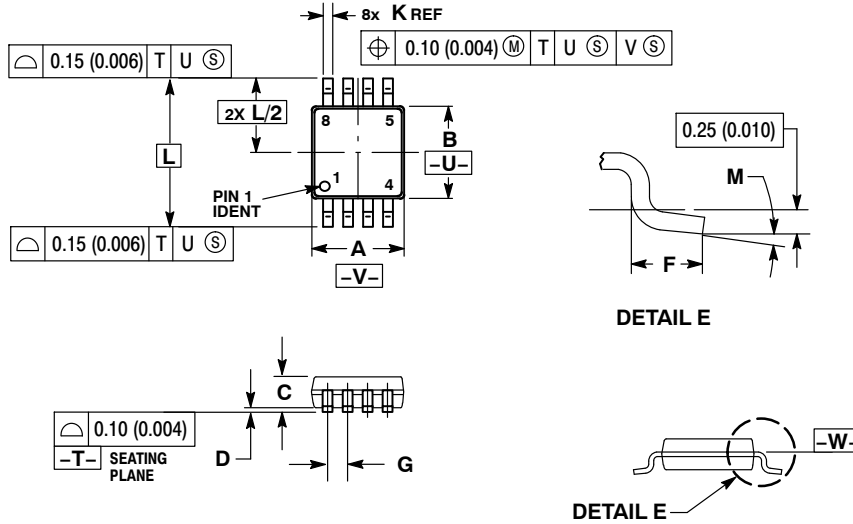 8x K REF
⌖ 0.10 (0.004) Ⓜ T U Ⓢ V Ⓢ
⌓ 0.15 (0.006) T U Ⓢ
2X L/2
L
8 5
B
–U–
0.25 (0.010)
M
PIN 1
IDENT
1 4
⌓ 0.15 (0.006) T U Ⓢ
A
–V–
F
DETAIL E
C
⌓ 0.10 (0.004)
–T– SEATING
PLANE
D
G
–W–
DETAIL E